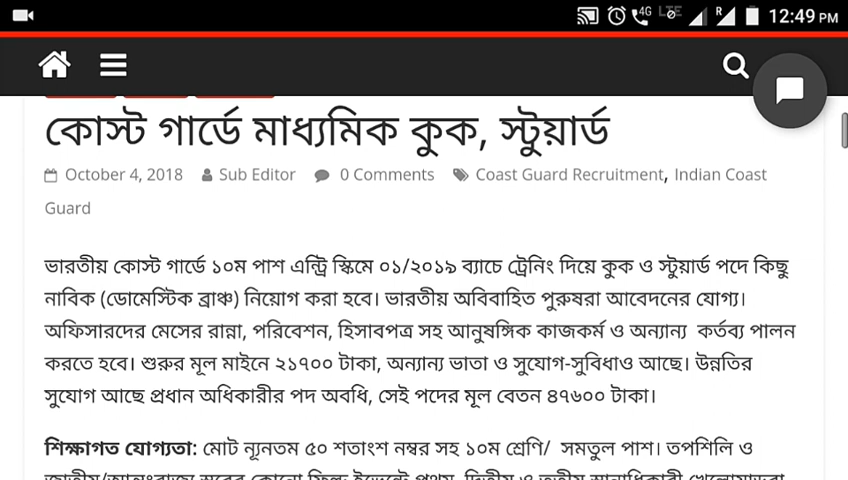 4G LTE R 12:49 PM
কোস্ট গার্ডে মাধ্যমিক কুক, স্টুয়ার্ড
October 4, 2018 Sub Editor 0 Comments Coast Guard Recruitment, Indian Coast
Guard
ভারতীয় কোস্ট গার্ডে ১০ম পাশ এন্ট্রি স্কিমে ০১/২০১৯ ব্যাচে ট্রেনিং দিয়ে কুক ও স্টুয়ার্ড পদে কিছু
নাবিক (ডোমেস্টিক ব্রাঞ্চ) নিয়োগ করা হবে। ভারতীয় অবিবাহিত পুরুষরা আবেদনের যোগ্য।
অফিসারদের মেসের রান্না, পরিবেশন, হিসাবপত্র সহ আনুষঙ্গিক কাজকর্ম ও অন্যান্য কর্তব্য পালন
করতে হবে। শুরুর মূল মাইনে ২১৭০০ টাকা, অন্যান্য ভাতা ও সুযোগ-সুবিধাও আছে। উন্নতির
সুযোগ আছে প্রধান অধিকারীর পদ অবধি, সেই পদের মূল বেতন ৪৭৬০০ টাকা।
শিক্ষাগত যোগ্যতা: মোট ন্যূনতম ৫০ শতাংশ নম্বর সহ ১০ম শ্রেণি/ সমতুল পাশ। তপশিলি ও